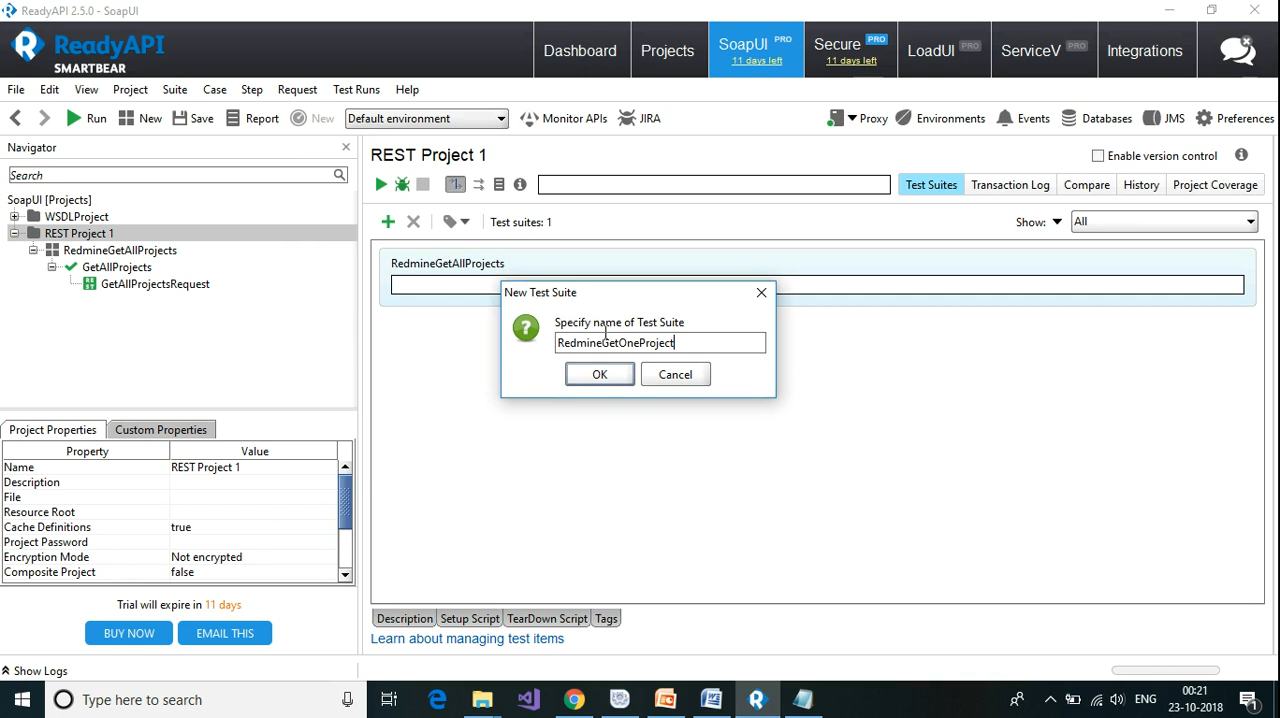 ReadyAPI 2.5.0 - SoapUI
ReadyAPI
SMARTBEAR
Dashboard
Projects
SoapUI PRO
11 days left
Secure PRO
11 days left
LoadUI PRO
ServiceV PRO
Integrations
File Edit View Project Suite Case Step Request Test Runs Help
Run New Save Report New Default environment Monitor APIs JIRA Proxy Environments Events Databases JMS Preferences
Navigator
Search
SoapUI [Projects]
WSDLProject
REST Project 1
RedmineGetAllProjects
GetAllProjects
GetAllProjectsRequest
REST Project 1
Enable version control
Test Suites Transaction Log Compare History Project Coverage
Test suites: 1
Show: All
RedmineGetAllProjects
New Test Suite
Specify name of Test Suite
RedmineGetOneProject
OK Cancel
Project Properties Custom Properties
Property Value
Name REST Project 1
Description
File
Resource Root
Cache Definitions true
Project Password
Encryption Mode Not encrypted
Composite Project false
Trial will expire in 11 days
BUY NOW EMAIL THIS
Description Setup Script TearDown Script Tags
Learn about managing test items
Show Logs
Type here to search
ENG
00:21
23-10-2018
1